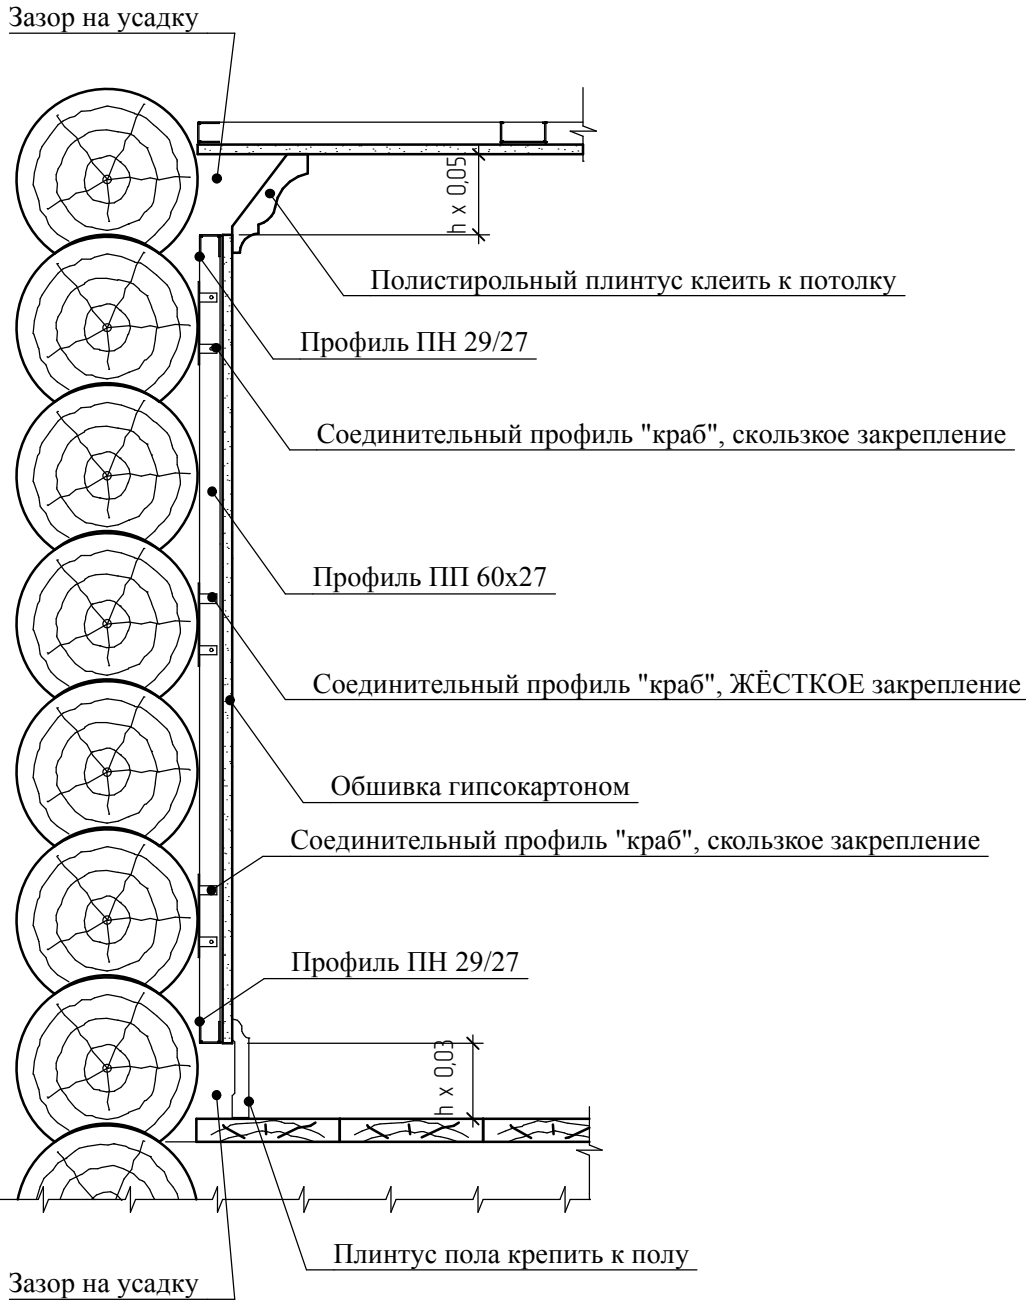 Зазор на усадку
h x 0,05
Полистирольный плинтус клеить к потолку
Профиль ПН 29/27
Соединительный профиль "краб", скользкое закрепление
Профиль ПП 60х27
Соединительный профиль "краб", ЖЁСТКОЕ закрепление
Обшивка гипсокартоном
Соединительный профиль "краб", скользкое закрепление
Профиль ПН 29/27
h x 0,03
Плинтус пола крепить к полу
Зазор на усадку